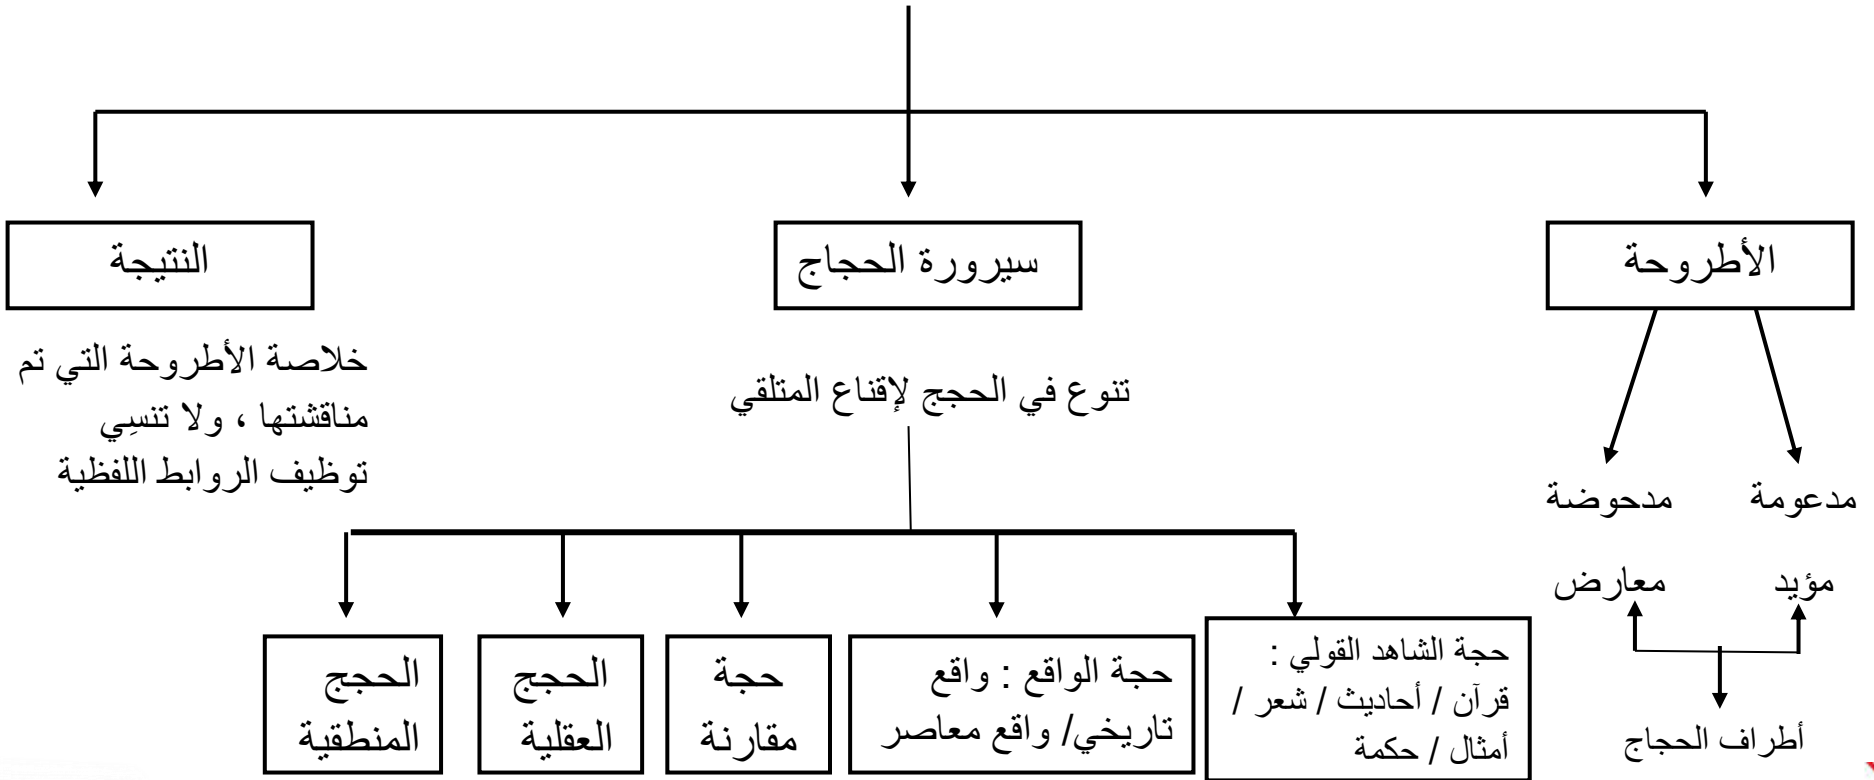 الأطروحة
سيرورة الحجاج
النتيجة
مدعومة
مدحوضة
مؤيد
معارض
أطراف الحجاج
تنوع في الحجج لإقناع المتلقي
حجة الشاهد القولي :
قرآن / أحاديث / شعر /
أمثال / حكمة
حجة الواقع : واقع
تاريخي/ واقع معاصر
حجة
مقارنة
الحجج
العقلية
الحجج
المنطقية
خلاصة الأطروحة التي تم
مناقشتها ، ولا تنسِي
توظيف الروابط اللفظية